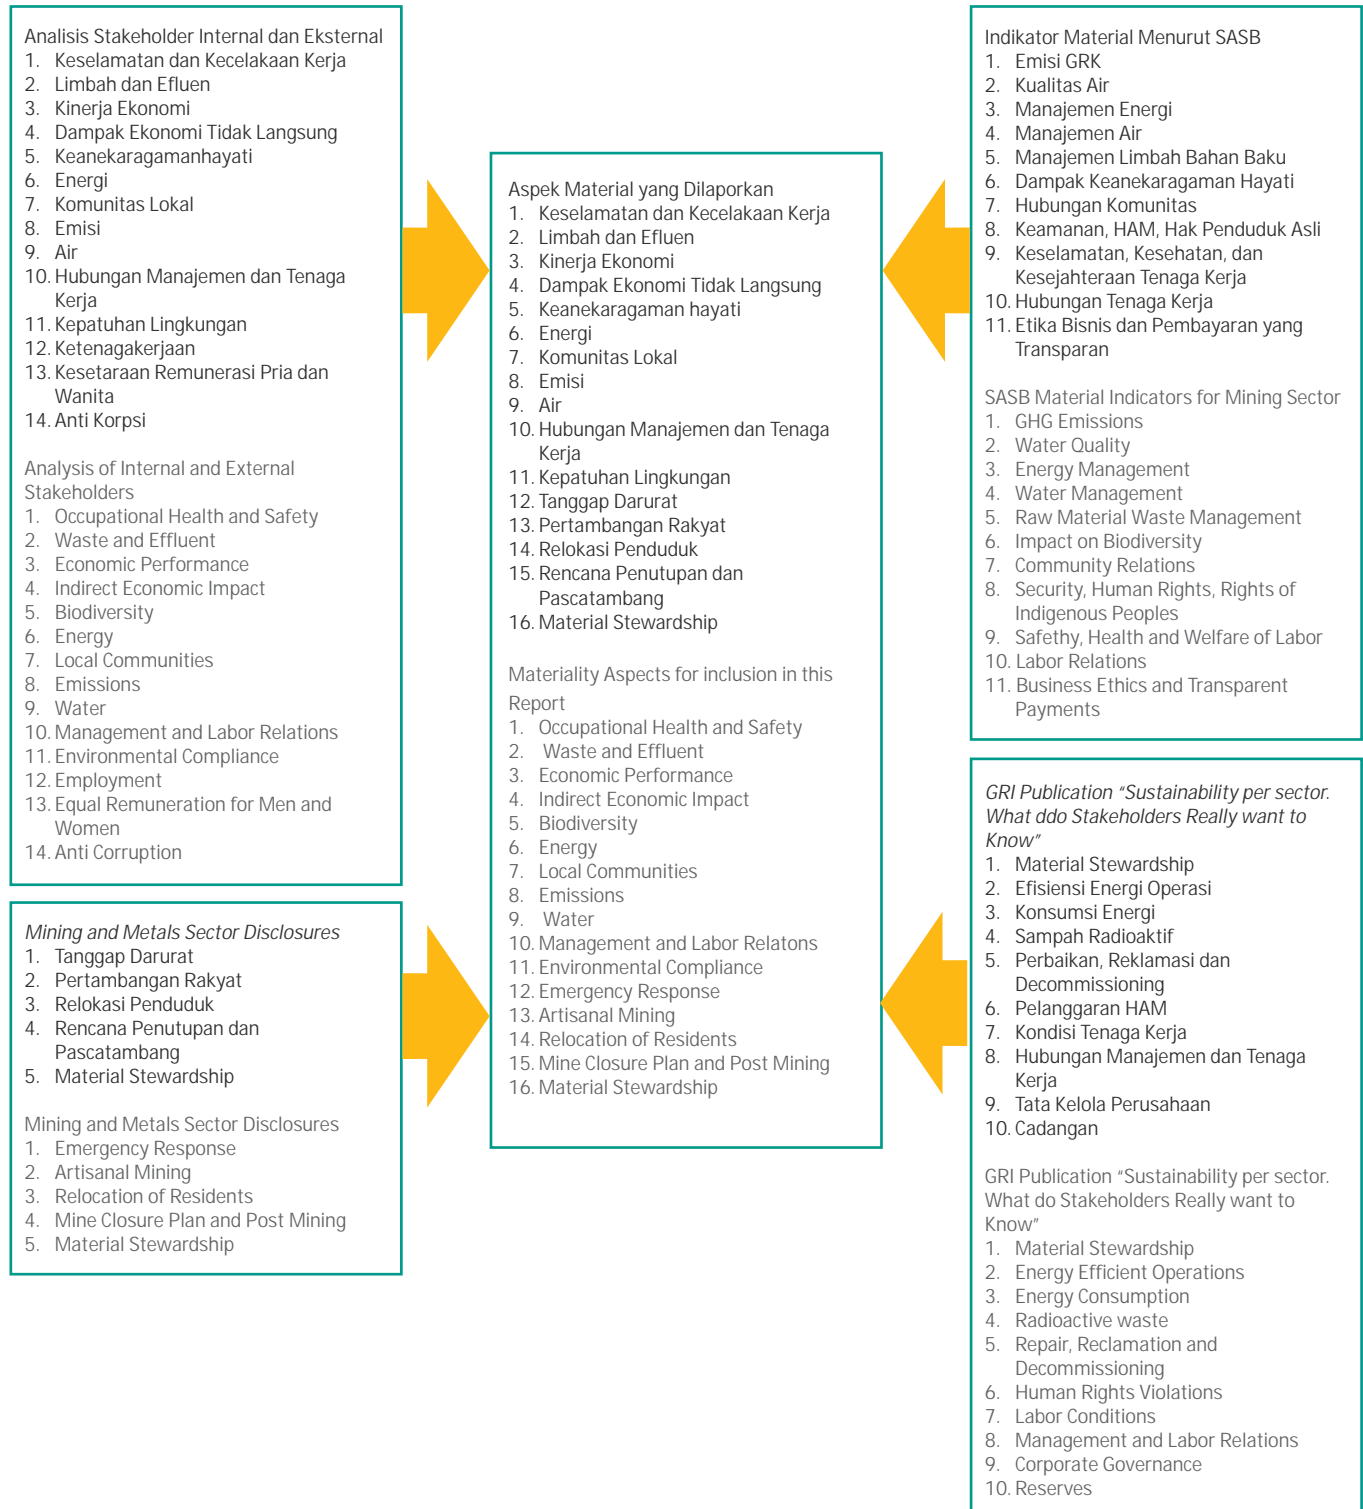 Analisis Stakeholder Internal dan Eksternal
1. Keselamatan dan Kecelakaan Kerja
2. Limbah dan Efluen
3. Kinerja Ekonomi
4. Dampak Ekonomi Tidak Langsung
5. Keanekaragamanhayati
6. Energi
7. Komunitas Lokal
8. Emisi
9. Air
10. Hubungan Manajemen dan Tenaga
Kerja
11. Kepatuhan Lingkungan
12. Ketenagakerjaan
13. Kesetaraan Remunerasi Pria dan
Wanita
14. Anti Korpsi
Analysis of Internal and External
Stakeholders
1. Occupational Health and Safety
2. Waste and Effluent
3. Economic Performance
4. Indirect Economic Impact
5. Biodiversity
6. Energy
7. Local Communities
8. Emissions
9. Water
10. Management and Labor Relations
11. Environmental Compliance
12. Employment
13. Equal Remuneration for Men and
Women
14. Anti Corruption
Mining and Metals Sector Disclosures
1. Tanggap Darurat
2. Pertambangan Rakyat
3. Relokasi Penduduk
4. Rencana Penutupan dan
Pascatambang
5. Material Stewardship
Mining and Metals Sector Disclosures
1. Emergency Response
2. Artisanal Mining
3. Relocation of Residents
4. Mine Closure Plan and Post Mining
5. Material Stewardship
Aspek Material yang Dilaporkan
1. Keselamatan dan Kecelakaan Kerja
2. Limbah dan Efluen
3. Kinerja Ekonomi
4. Dampak Ekonomi Tidak Langsung
5. Keanekaragaman hayati
6. Energi
7. Komunitas Lokal
8. Emisi
9. Air
10. Hubungan Manajemen dan Tenaga
Kerja
11. Kepatuhan Lingkungan
12. Tanggap Darurat
13. Pertambangan Rakyat
14. Relokasi Penduduk
15. Rencana Penutupan dan
Pascatambang
16. Material Stewardship
Materiality Aspects for inclusion in this
Report
1. Occupational Health and Safety
2. Waste and Effluent
3. Economic Performance
4. Indirect Economic Impact
5. Biodiversity
6. Energy
7. Local Communities
8. Emissions
9. Water
10. Management and Labor Relatons
11. Environmental Compliance
12. Emergency Response
13. Artisanal Mining
14. Relocation of Residents
15. Mine Closure Plan and Post Mining
16. Material Stewardship
Indikator Material Menurut SASB
1. Emisi GRK
2. Kualitas Air
3. Manajemen Energi
4. Manajemen Air
5. Manajemen Limbah Bahan Baku
6. Dampak Keanekaragaman Hayati
7. Hubungan Komunitas
8. Keamanan, HAM, Hak Penduduk Asli
9. Keselamatan, Kesehatan, dan
Kesejahteraan Tenaga Kerja
10. Hubungan Tenaga Kerja
11. Etika Bisnis dan Pembayaran yang
Transparan
SASB Material Indicators for Mining Sector
1. GHG Emissions
2. Water Quality
3. Energy Management
4. Water Management
5. Raw Material Waste Management
6. Impact on Biodiversity
7. Community Relations
8. Security, Human Rights, Rights of
Indigenous Peoples
9. Safethy, Health and Welfare of Labor
10. Labor Relations
11. Business Ethics and Transparent
Payments
GRI Publication "Sustainability per sector.
What ddo Stakeholders Really want to
Know"
1. Material Stewardship
2. Efisiensi Energi Operasi
3. Konsumsi Energi
4. Sampah Radioaktif
5. Perbaikan, Reklamasi dan
Decommissioning
6. Pelanggaran HAM
7. Kondisi Tenaga Kerja
8. Hubungan Manajemen dan Tenaga
Kerja
9. Tata Kelola Perusahaan
10. Cadangan
GRI Publication "Sustainability per sector.
What do Stakeholders Really want to
Know"
1. Material Stewardship
2. Energy Efficient Operations
3. Energy Consumption
4. Radioactive waste
5. Repair, Reclamation and
Decommissioning
6. Human Rights Violations
7. Labor Conditions
8. Management and Labor Relations
9. Corporate Governance
10. Reserves